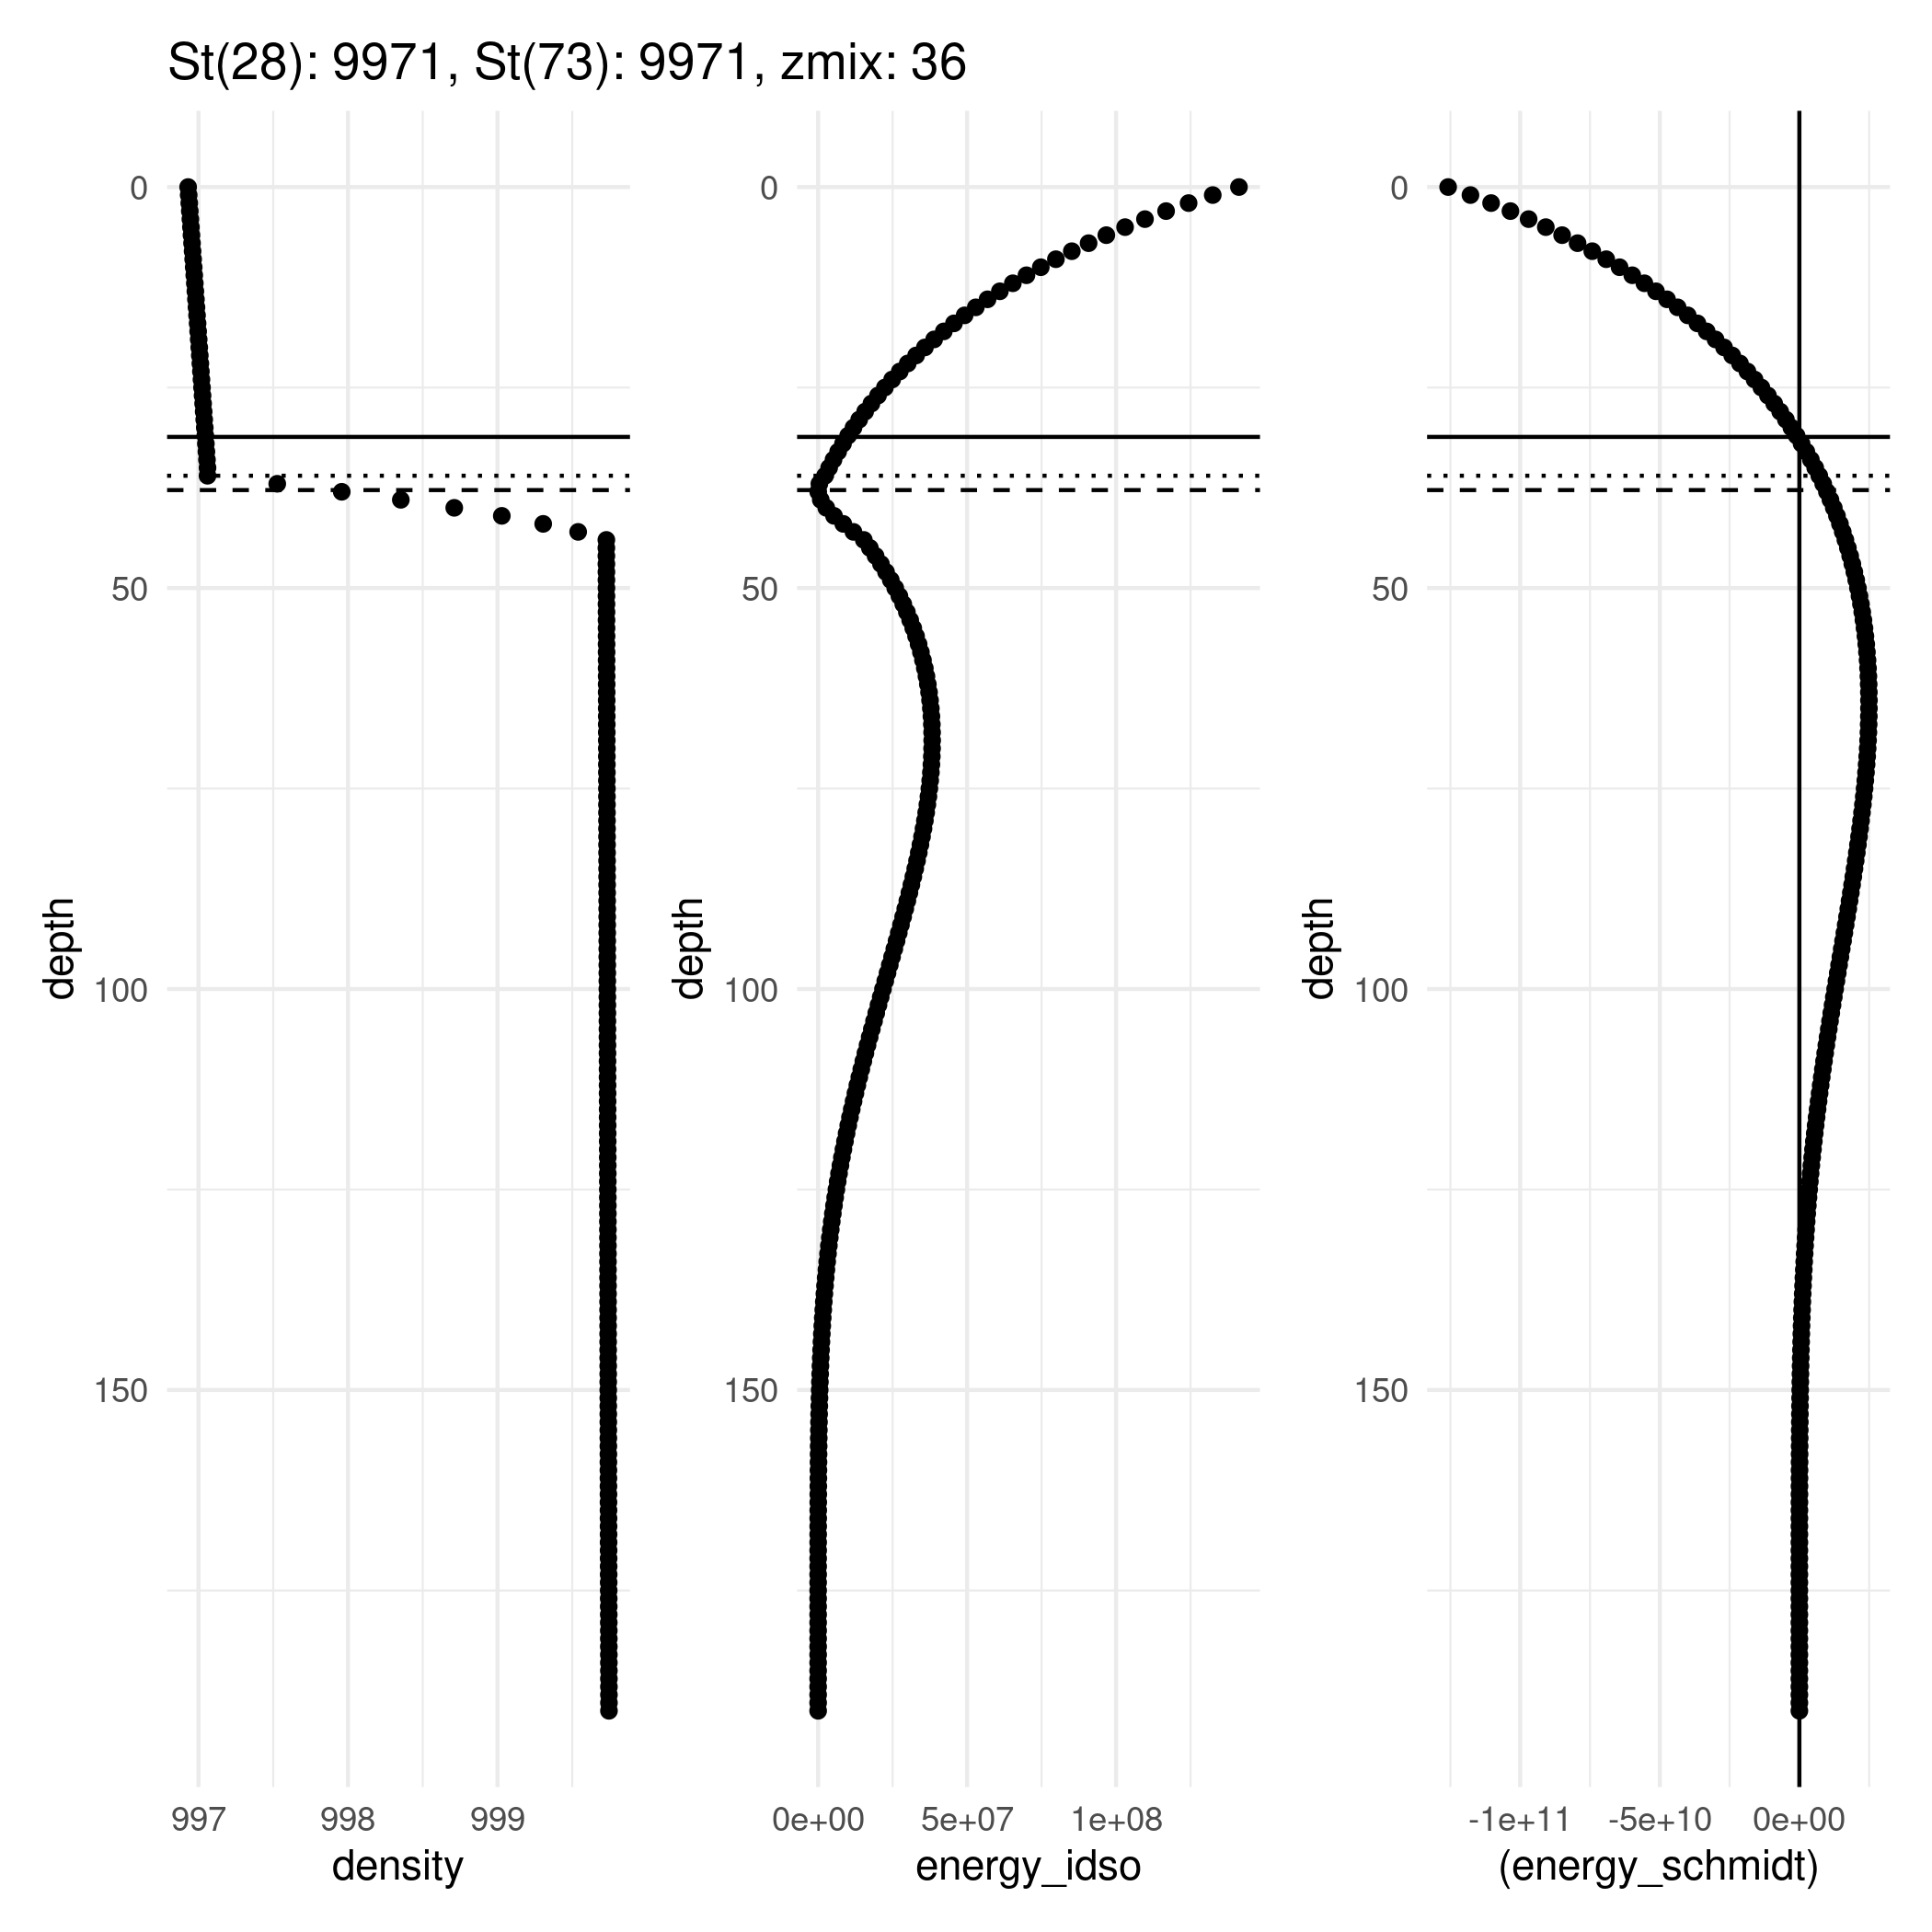 St(28): 9971, St(73): 9971, zmix: 36
0
50
100
150
depth
997 998 999
density
0
50
100
150
depth
0e+00 5e+07 1e+08
energy_idso
0
50
100
150
depth
-1e+11 -5e+10 0e+00
(energy_schmidt)